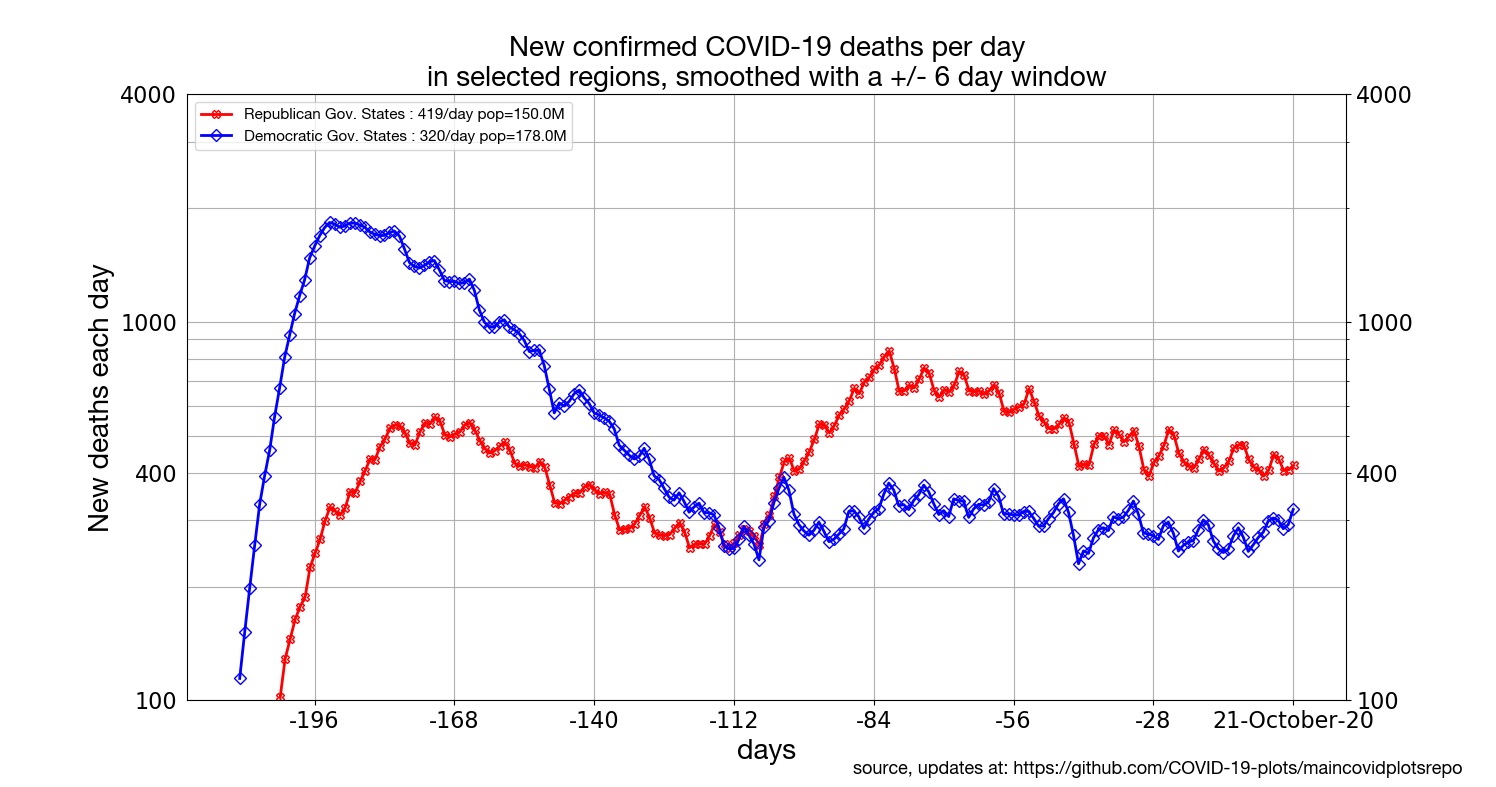 New confirmed COVID-19 deaths per day
in selected regions, smoothed with a +/- 6 day window
4000
4000
Republican Gov. States : 419/day pop=150.0M
Democratic Gov. States : 320/day pop=178.0M
New deaths each day
1000
1000
400
400
100
100
-196
-168
-140
-112
-84
-56
-28
21-October-20
days
source, updates at: https://github.com/COVID-19-plots/maincovidplotsrepo